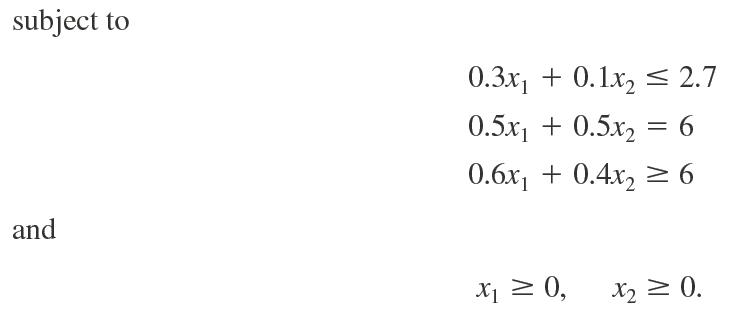 subject to
0.3x₁ + 0.1x₂ ≤ 2.7
0.5x₁ + 0.5x₂ = 6
0.6x₁ + 0.4x₂ ≥ 6
and
x₁ ≥ 0, x₂ ≥ 0.